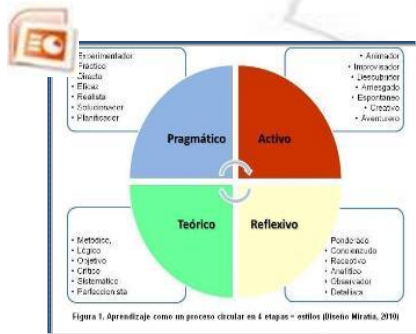 Experimentador
Práctico
Directo
Eficaz
Realista
Solucionador
Planificador
• Animador
• Improvisador
• Descubridor
• Arriesgado
• Espontaneo
• Creativo
• Aventurero
Pragmático
Activo
Teórico
Reflexivo
• Metódico,
• Lógico
• Objetivo
• Crítico
• Sistemático
• Perfeccionista
Ponderado
• Concienzudo
• Receptivo
• Analítico
• Observador
• Detallista
Figura 1. Aprendizaje como un proceso circular en 4 etapas = estilos (Diseño Miratía, 2010)